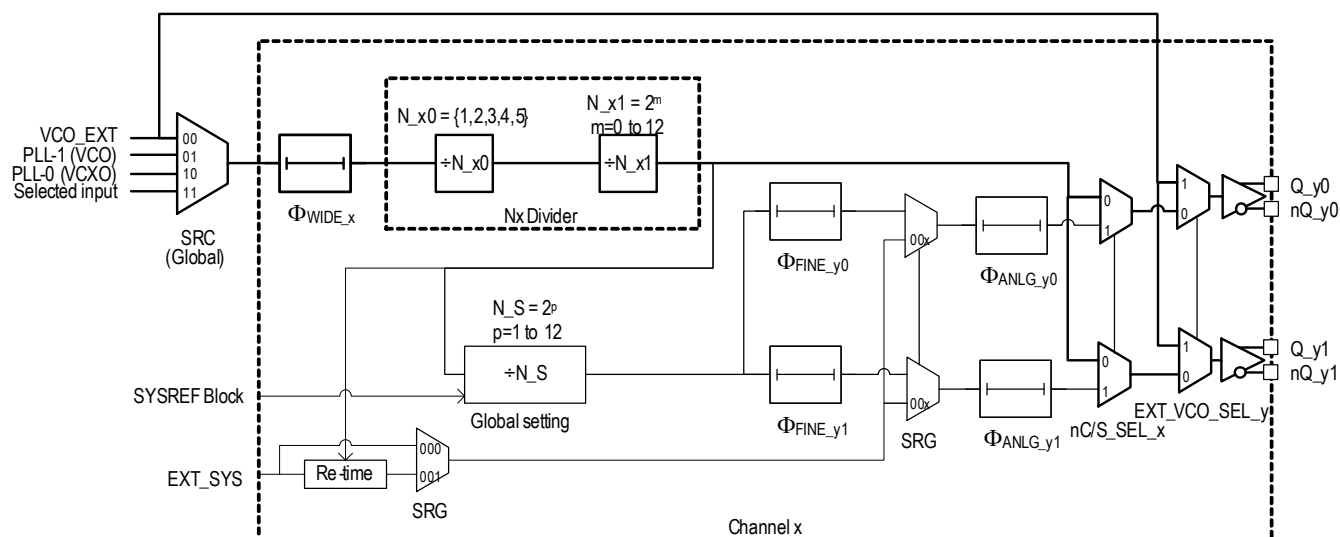 VCO_EXT
PLL-1 (VCO)
PLL-0 (VCXO)
Selected input
00
01
10
11
SRC
(Global)
ΦWIDE_x
N_x0 = {1,2,3,4,5}
÷N_x0
N_x1 = 2ᵐ
m=0 to 12
÷N_x1
Nx Divider
ΦFINE_y0
00x
ΦANLG_y0
0
1
1
0
Q_y0
nQ_y0
N_S = 2ᵖ
p=1 to 12
÷N_S
Global setting
SYSREF Block
ΦFINE_y1
00x
SRG
ΦANLG_y1
0
1
nC/S_SEL_x
1
0
EXT_VCO_SEL_y
Q_y1
nQ_y1
EXT_SYS
Re-time
000
001
SRG
Channel x